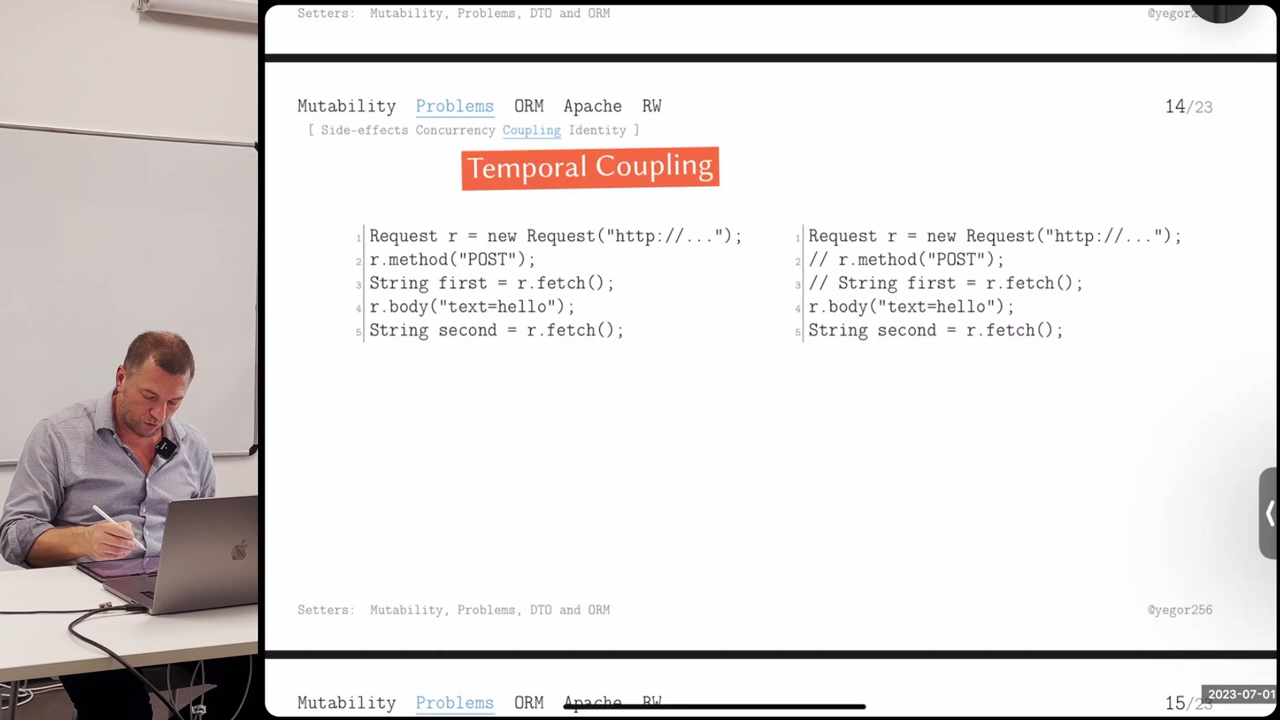 Setters: Mutability, Problems, DTO and ORM
Mutability Problems ORM Apache RW 14/23
[ Side-effects Concurrency Coupling Identity ]
Temporal Coupling
1 Request r = new Request("http://...");
2 r.method("POST");
3 String first = r.fetch();
4 r.body("text=hello");
5 String second = r.fetch();
1 Request r = new Request("http://...");
2 // r.method("POST");
3 // String first = r.fetch();
4 r.body("text=hello");
5 String second = r.fetch();
Setters: Mutability, Problems, DTO and ORM @yegor256
Mutability Problems ORM Apache RW 15/23
2023-07-01